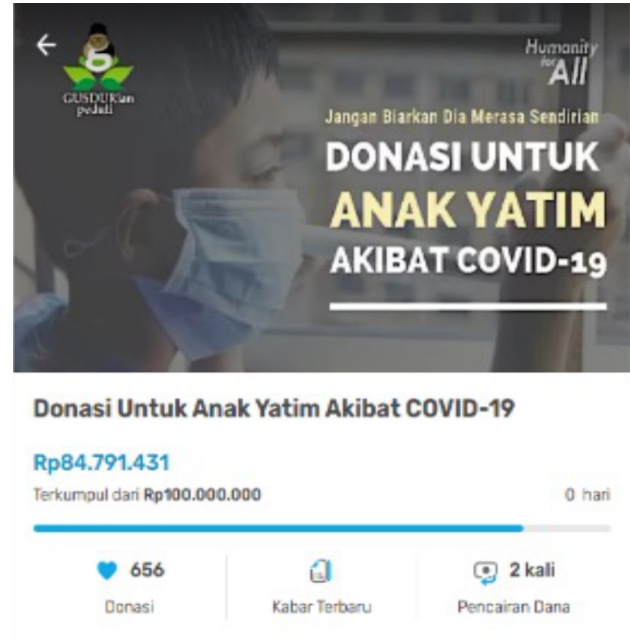 GUSDURian
peduli
Humanity
for
All
Jangan Biarkan Dia Merasa Sendirian
DONASI UNTUK
ANAK YATIM
AKIBAT COVID-19
Donasi Untuk Anak Yatim Akibat COVID-19
Rp84.791.431
Terkumpul dari Rp100.000.000
0 hari
656
2 kali
Donasi
Kabar Terbaru
Pencairan Dana